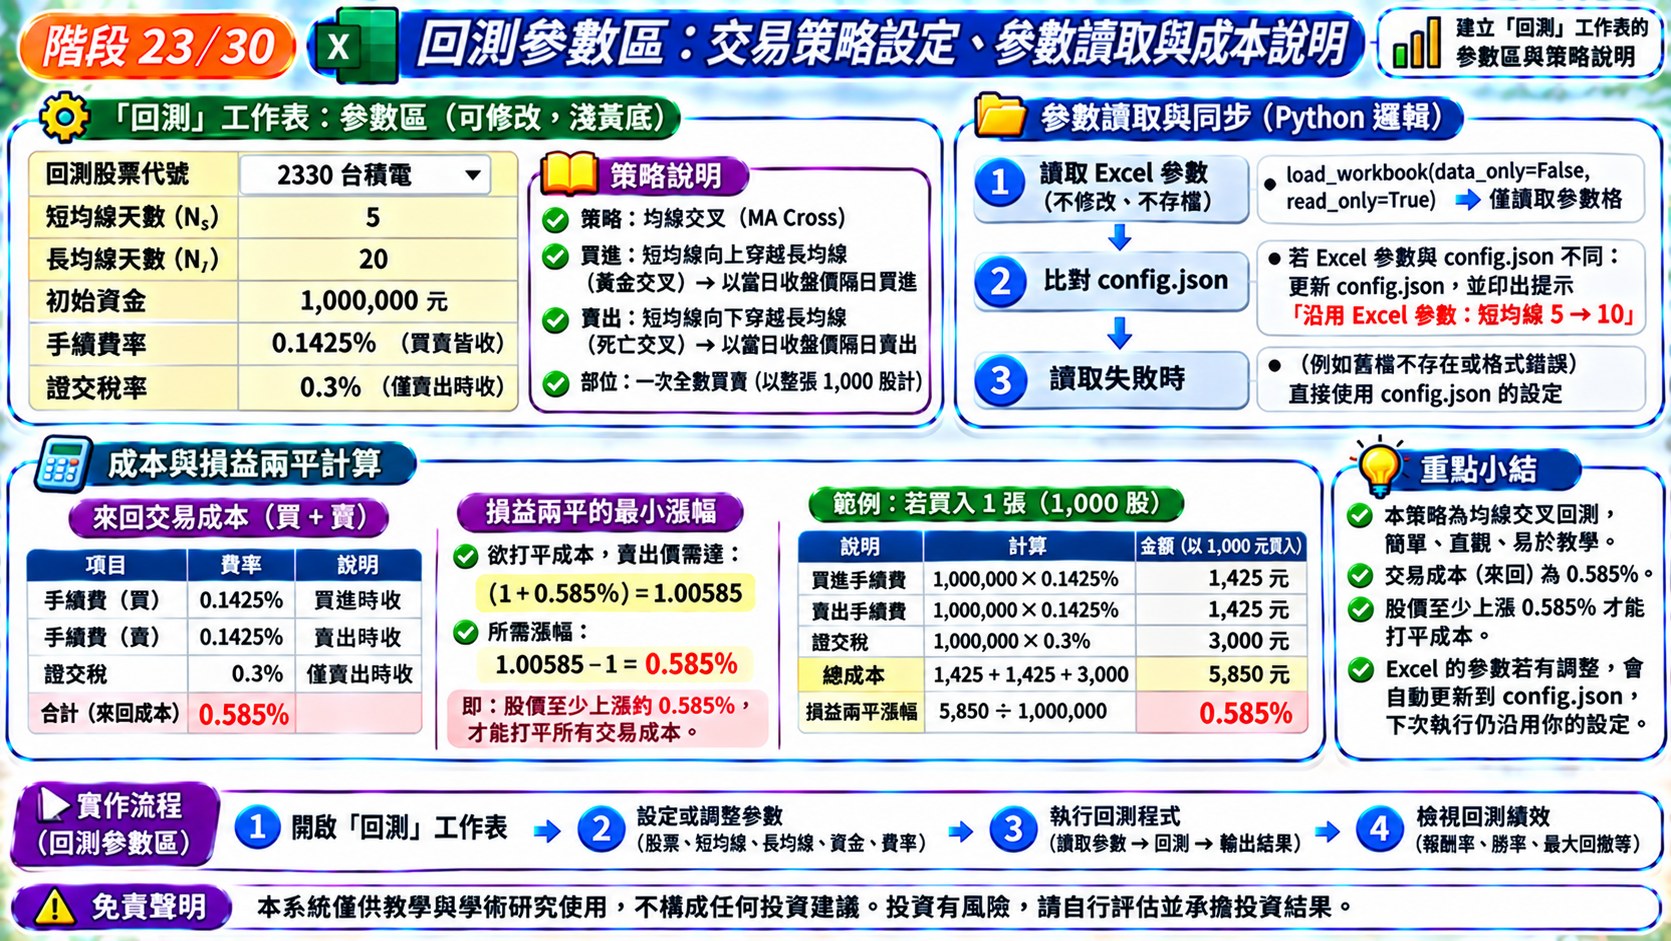 階段 23/30
X
回測參數區：交易策略設定、參數讀取與成本說明
建立「回測」工作表的
參數區與策略說明
「回測」工作表：參數區（可修改，淺黃底）
回測股票代號 2330 台積電
短均線天數 (Ns) 5
長均線天數 (Nl) 20
初始資金 1,000,000 元
手續費率 0.1425% （買賣皆收）
證交稅率 0.3% （僅賣出時收）
策略說明
策略：均線交叉（MA Cross）
買進：短均線向上穿越長均線
（黃金交叉）→ 以當日收盤價隔日買進
賣出：短均線向下穿越長均線
（死亡交叉）→ 以當日收盤價隔日賣出
部位：一次全數買賣（以整張 1,000 股計）
參數讀取與同步（Python 邏輯）
1 讀取 Excel 參數
（不修改、不存檔）
load_workbook(data_only=False,
read_only=True) 僅讀取參數格
2 比對 config.json
若 Excel 參數與 config.json 不同：
更新 config.json，並印出提示
「沿用 Excel 參數：短均線 5 → 10」
3 讀取失敗時
（例如舊檔不存在或格式錯誤）
直接使用 config.json 的設定
成本與損益兩平計算
來回交易成本（買 + 賣）
項目 費率 說明
手續費（買） 0.1425% 買進時收
手續費（賣） 0.1425% 賣出時收
證交稅 0.3% 僅賣出時收
合計（來回成本） 0.585%
損益兩平的最小漲幅
欲打平成本，賣出價需達：
(1 + 0.585%) = 1.00585
所需漲幅：
1.00585 – 1 = 0.585%
即：股價至少上漲約 0.585%，
才能打平所有交易成本。
範例：若買入 1 張（1,000 股）
說明 計算 金額（以 1,000 元買入）
買進手續費 1,000,000 × 0.1425% 1,425 元
賣出手續費 1,000,000 × 0.1425% 1,425 元
證交稅 1,000,000 × 0.3% 3,000 元
總成本 1,425 + 1,425 + 3,000 5,850 元
損益兩平漲幅 5,850 ÷ 1,000,000 0.585%
重點小結
本策略為均線交叉回測，
簡單、直觀、易於教學。
交易成本（來回）為 0.585%。
股價至少上漲 0.585% 才能
打平成本。
Excel 的參數若有調整，會
自動更新到 config.json，
下次執行仍沿用你的設定。
實作流程
（回測參數區）
1 開啟「回測」工作表
2 設定或調整參數
（股票、短均線、長均線、資金、費率）
3 執行回測程式
（讀取參數 → 回測 → 輸出結果）
4 檢視回測績效
（報酬率、勝率、最大回撤等）
免責聲明
本系統僅供教學與學術研究使用，不構成任何投資建議。投資有風險，請自行評估並承擔投資結果。